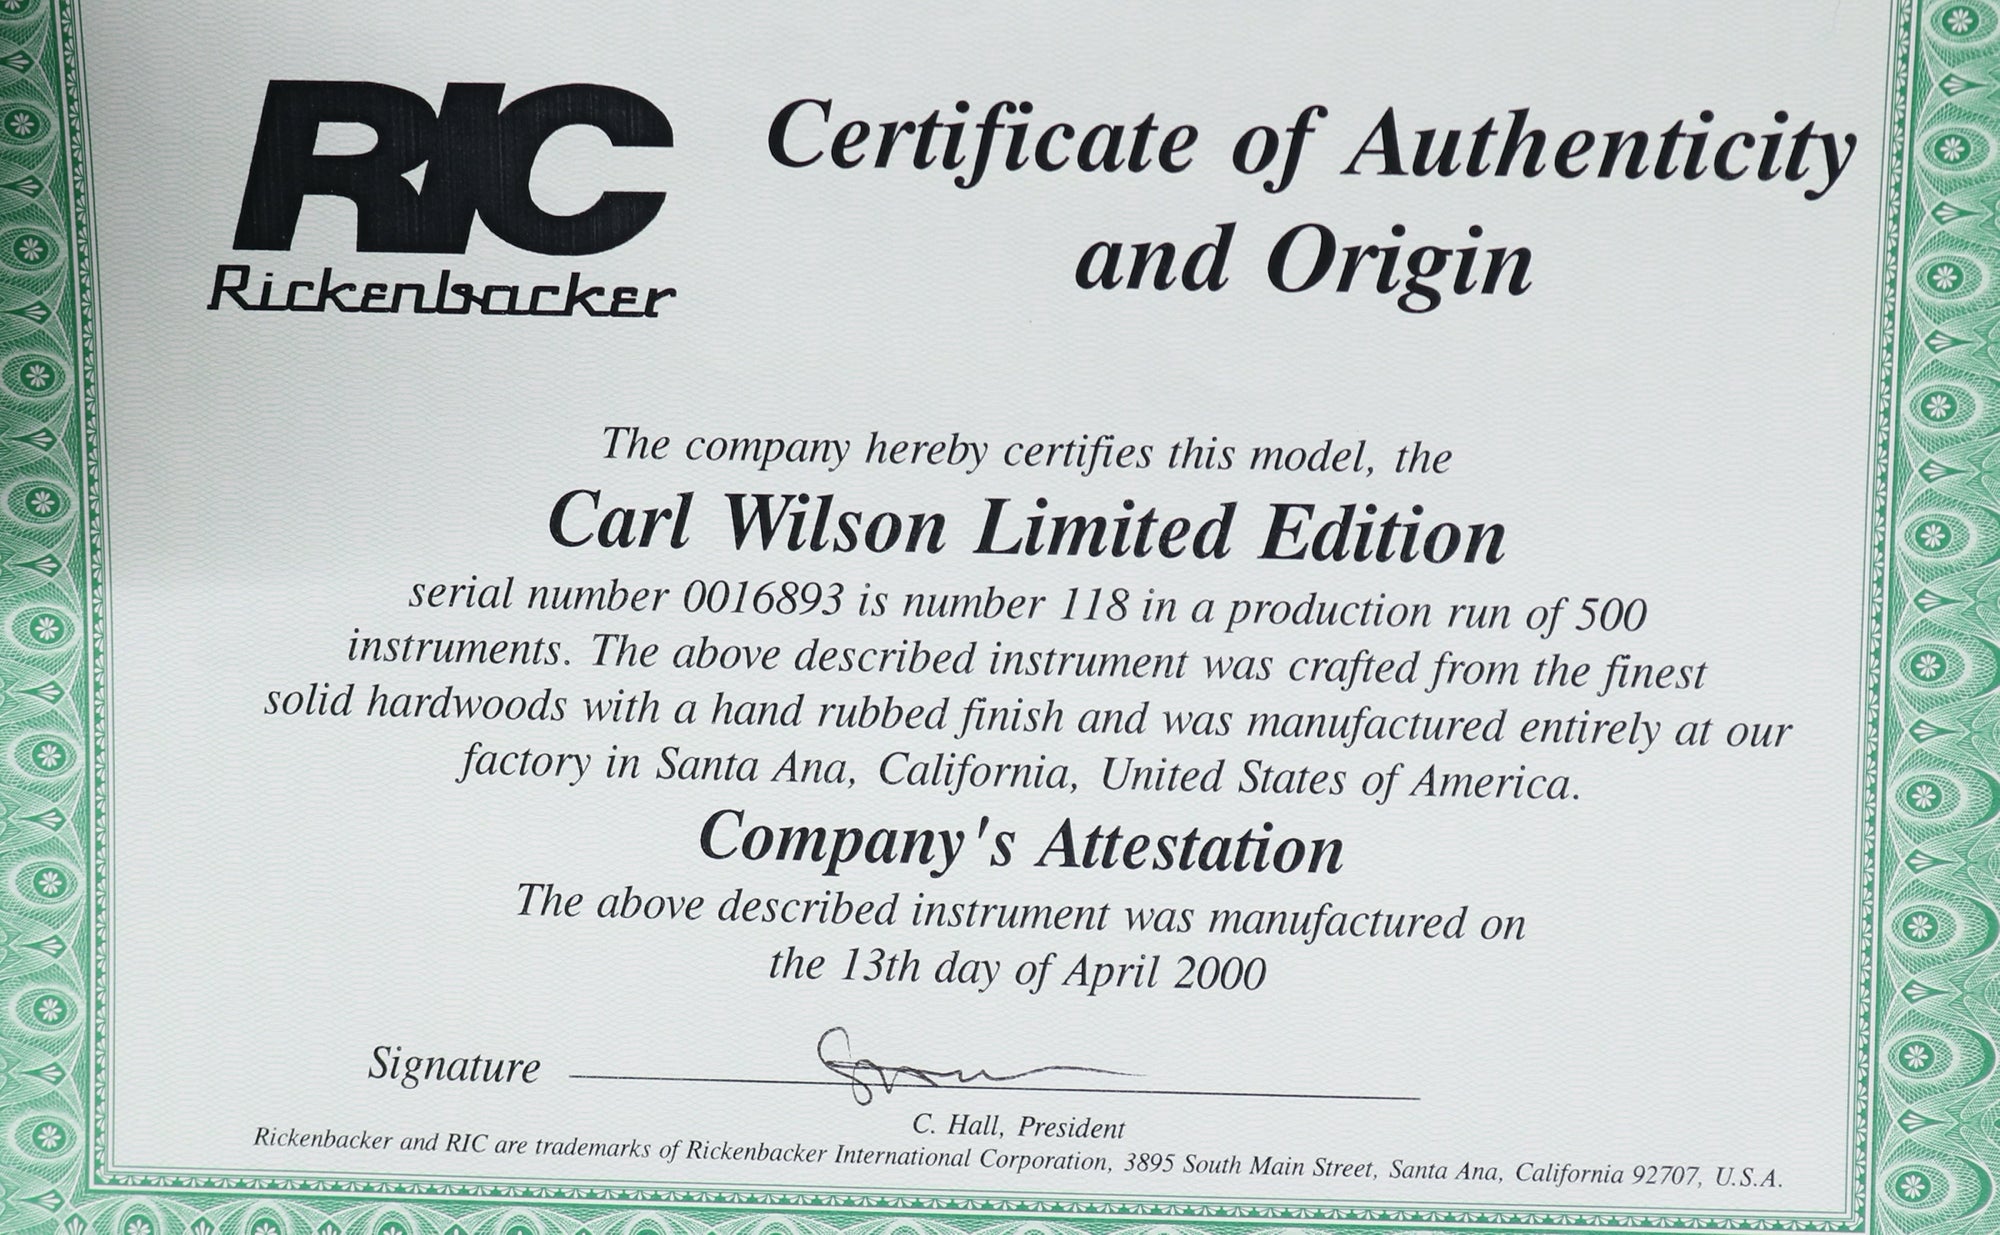 RIC
Rickenbacker
Certificate of Authenticity
and Origin
The company hereby certifies this model, the
Carl Wilson Limited Edition
serial number 0016893 is number 118 in a production run of 500
instruments. The above described instrument was crafted from the finest
solid hardwoods with a hand rubbed finish and was manufactured entirely at our
factory in Santa Ana, California, United States of America.
Company's Attestation
The above described instrument was manufactured on
the 13th day of April 2000
Signature
C. Hall, President
Rickenbacker and RIC are trademarks of Rickenbacker International Corporation, 3895 South Main Street, Santa Ana, California 92707, U.S.A.